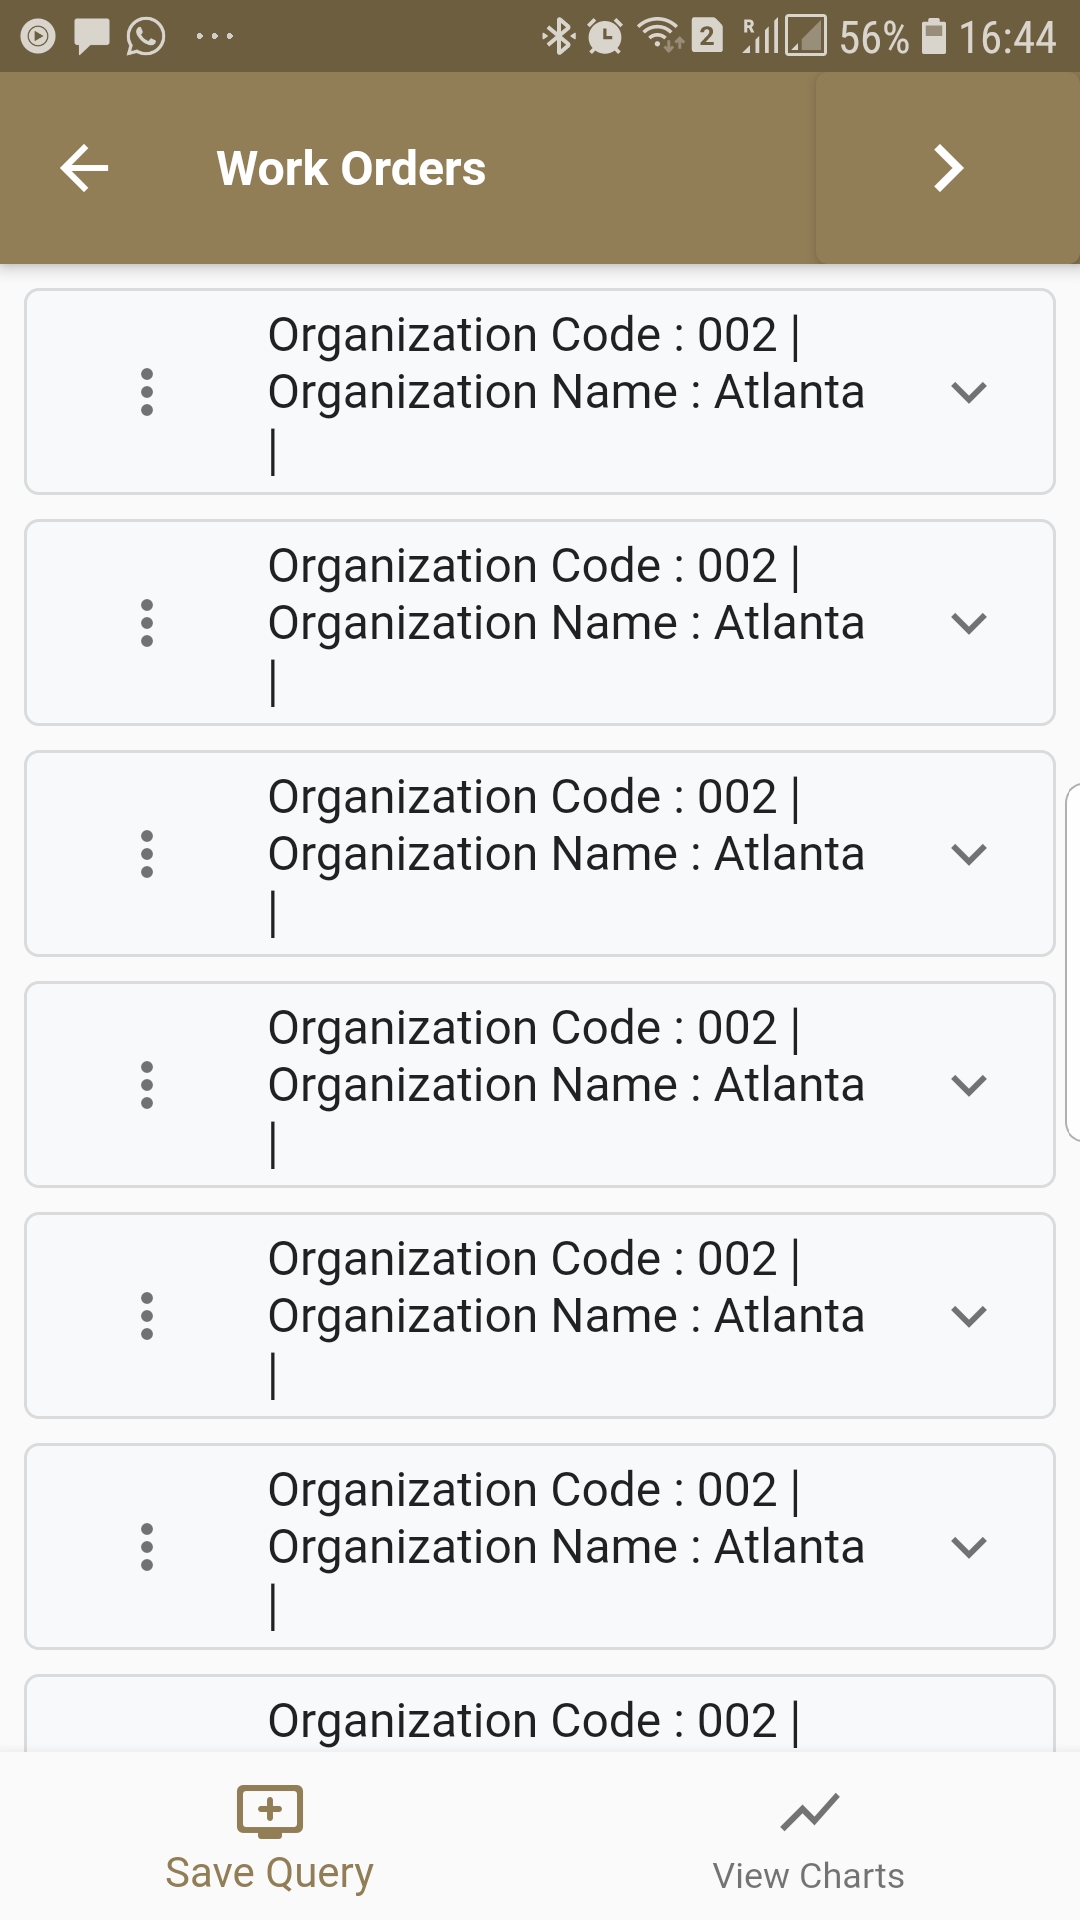 2 R 56% 16:44
Work Orders
Organization Code : 002 |
Organization Name : Atlanta
|
Organization Code : 002 |
Organization Name : Atlanta
|
Organization Code : 002 |
Organization Name : Atlanta
|
Organization Code : 002 |
Organization Name : Atlanta
|
Organization Code : 002 |
Organization Name : Atlanta
|
Organization Code : 002 |
Organization Name : Atlanta
|
Organization Code : 002 |
Save Query
View Charts